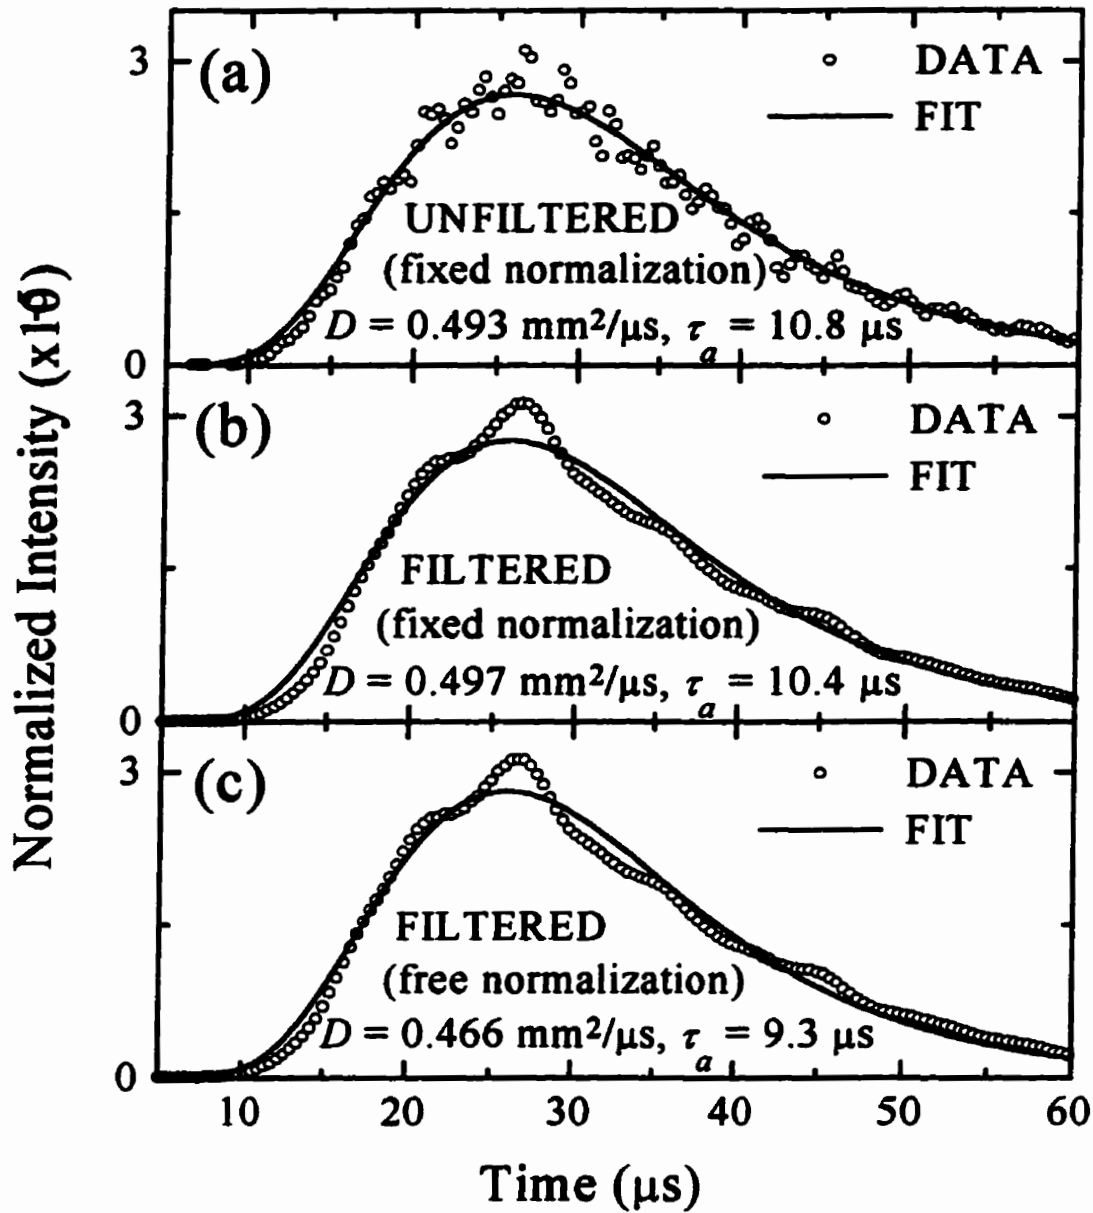 Normalized Intensity (x10
3
(a)
DATA
FIT
UNFILTERED
(fixed normalization)
D = 0.493 mm²/μs, τa = 10.8 μs
0
3
(b)
DATA
FIT
FILTERED
(fixed normalization)
D = 0.497 mm²/μs, τa = 10.4 μs
0
3
(c)
DATA
FIT
FILTERED
(free normalization)
D = 0.466 mm²/μs, τa = 9.3 μs
0
10 20 30 40 50 60
Time (μs)